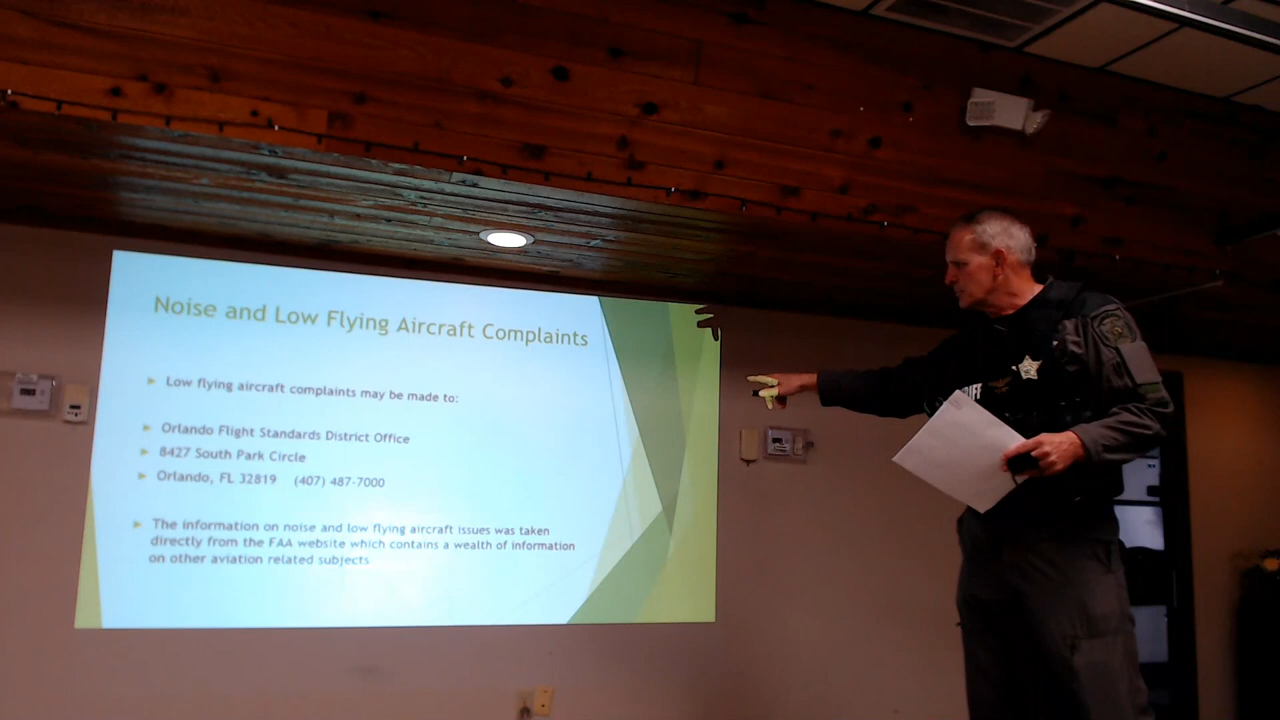 Noise and Low Flying Aircraft Complaints
Low flying aircraft complaints may be made to:
Orlando Flight Standards District Office
8427 South Park Circle
Orlando, FL 32819 (407) 487-7000
The information on noise and low flying aircraft issues was taken
directly from the FAA website which contains a wealth of information
on other aviation related subjects